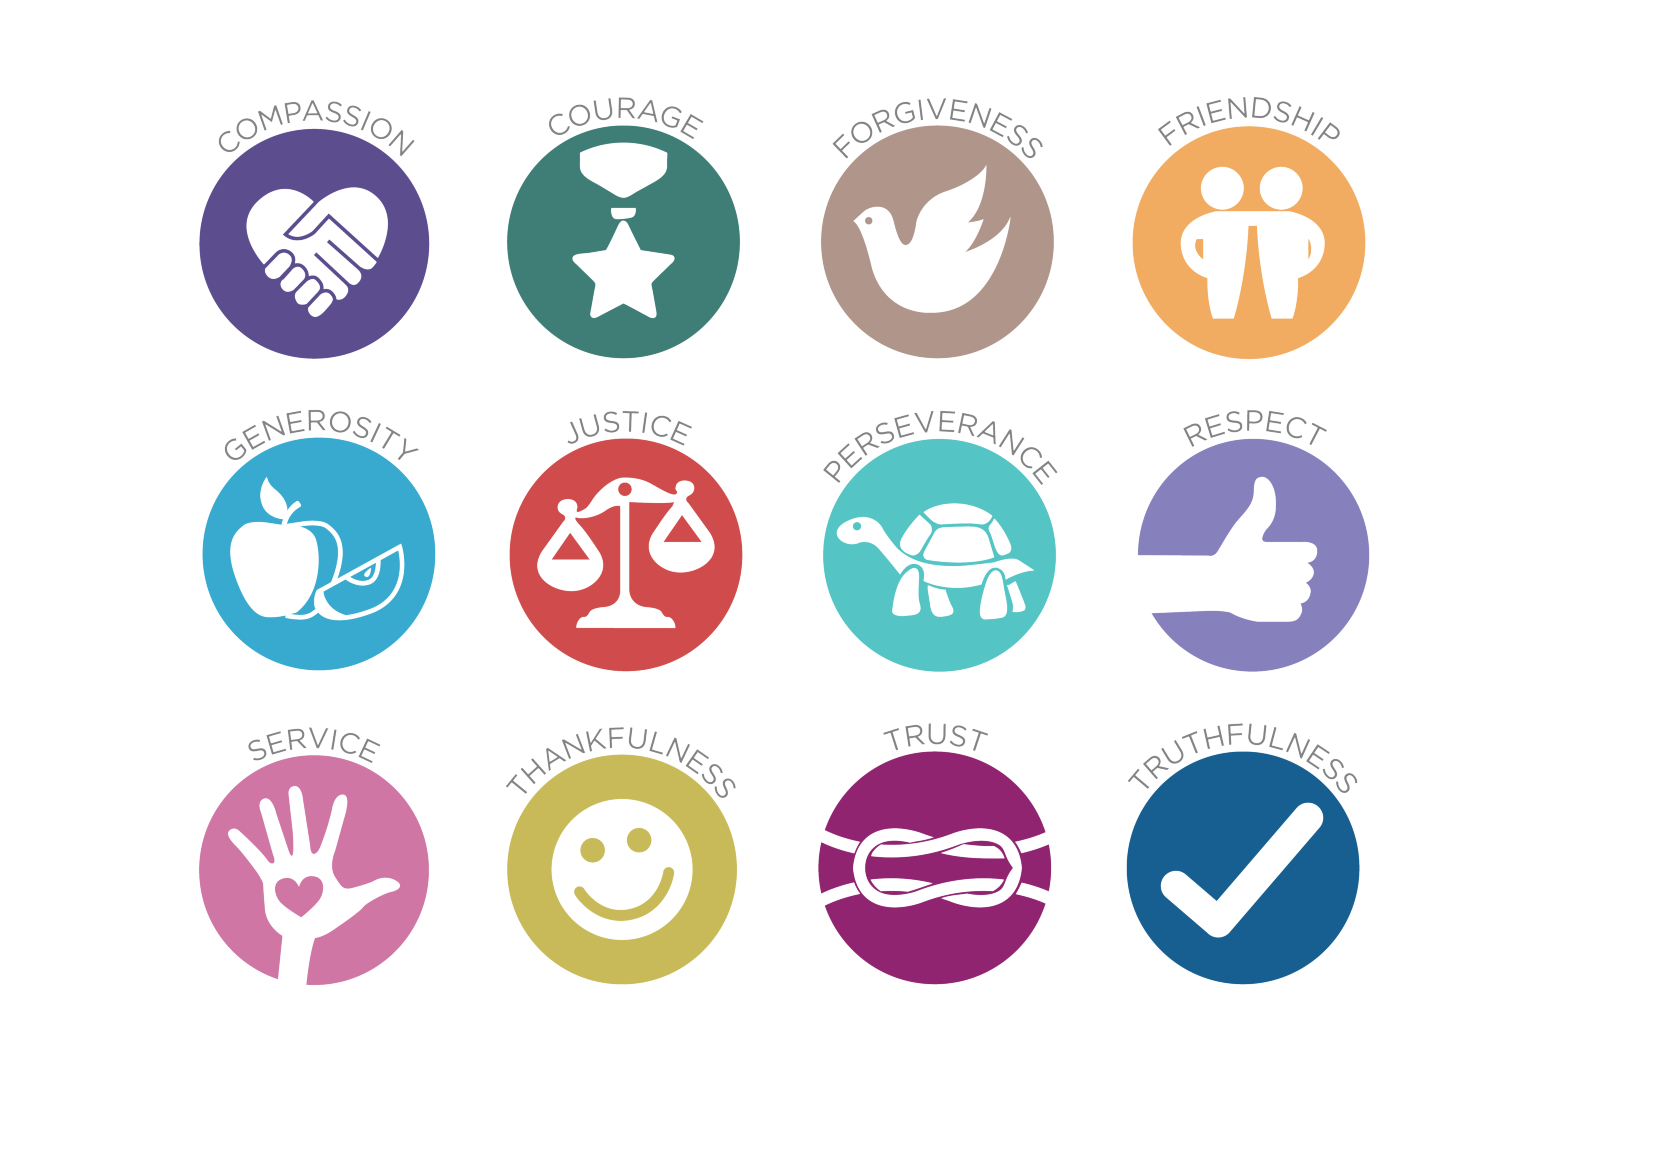 COMPASSION
COURAGE
FORGIVENESS
FRIENDSHIP
GENEROSITY
JUSTICE
PERSEVERANCE
RESPECT
SERVICE
THANKFULNESS
TRUST
TRUTHFULNESS